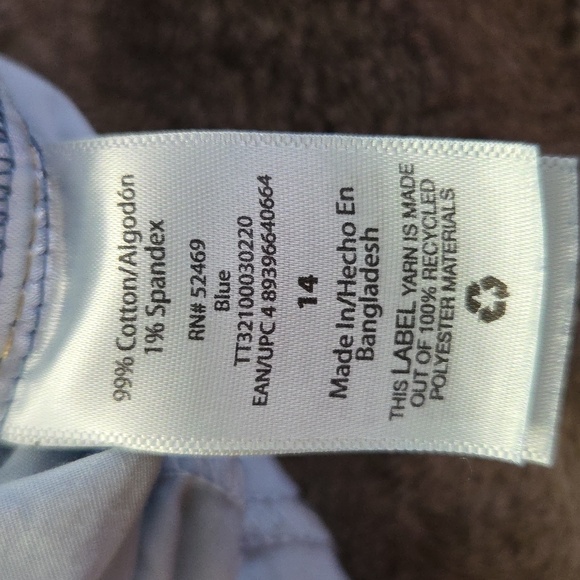 99% Cotton/Algodón
1% Spandex
RN# 52469
Blue
TT32100030220
EAN/UPC 4 89396640664
14
Made In/Hecho En
Bangladesh
THIS LABEL YARN IS MADE
OUT OF 100% RECYCLED
POLYESTER MATERIALS